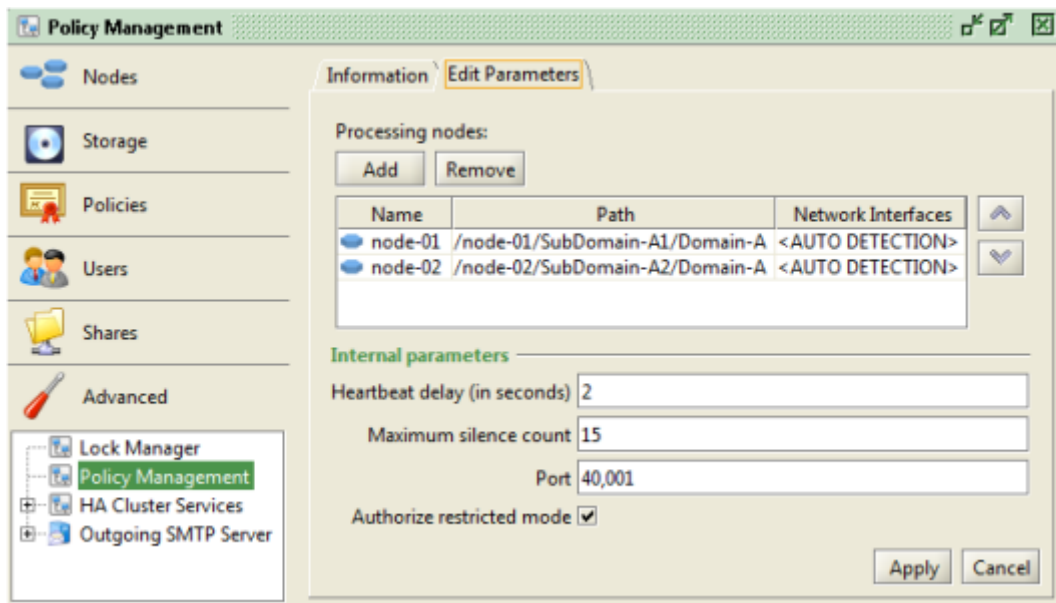 Policy Management
Nodes
Storage
Policies
Users
Shares
Advanced
Lock Manager
Policy Management
HA Cluster Services
Outgoing SMTP Server
Information Edit Parameters
Processing nodes:
Add Remove
Name Path Network Interfaces
node-01 /node-01/SubDomain-A1/Domain-A <AUTO DETECTION>
node-02 /node-02/SubDomain-A2/Domain-A <AUTO DETECTION>
Internal parameters
Heartbeat delay (in seconds) 2
Maximum silence count 15
Port 40,001
Authorize restricted mode
Apply Cancel